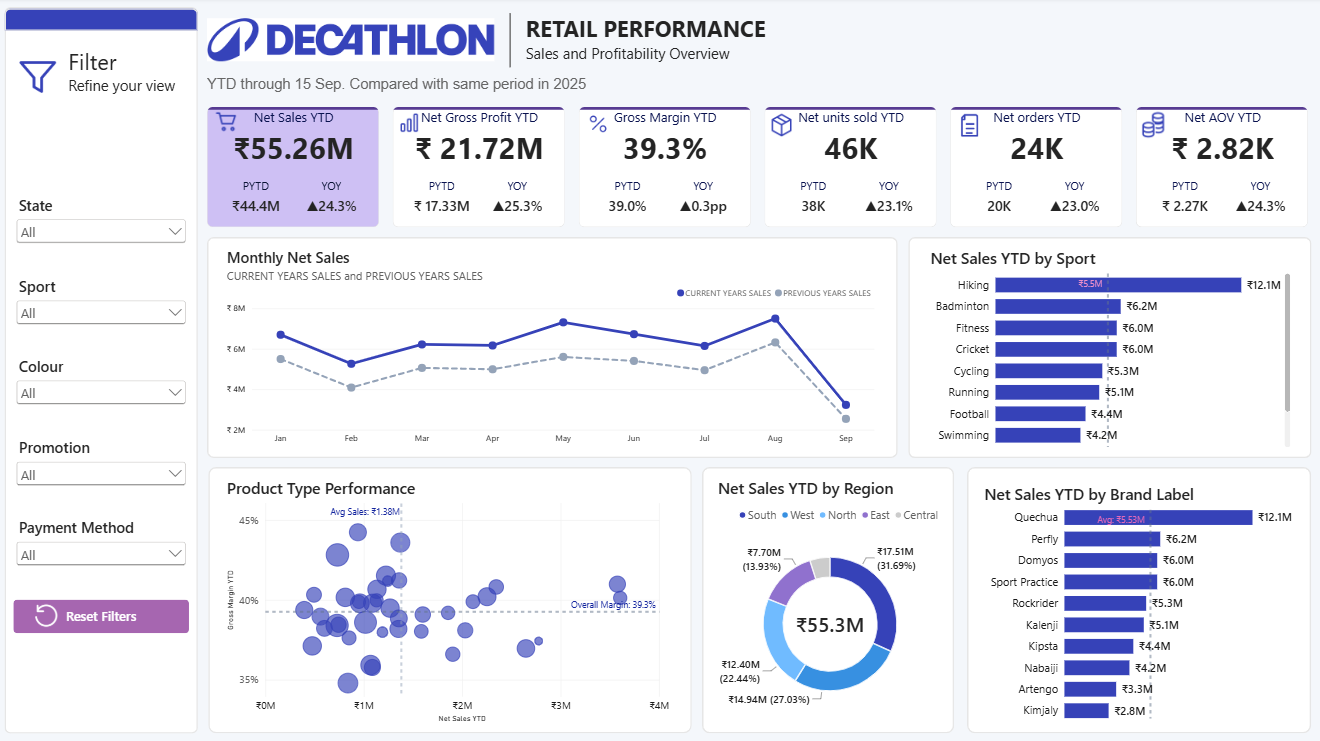 Filter
Refine your view
State
All
Sport
All
Colour
All
Promotion
All
Payment Method
All
Reset Filters
DECATHLON
RETAIL PERFORMANCE
Sales and Profitability Overview
YTD through 15 Sep. Compared with same period in 2025
Net Sales YTD
₹55.26M
PYTD YOY
₹44.4M ▲24.3%
Net Gross Profit YTD
₹ 21.72M
PYTD YOY
₹ 17.33M ▲25.3%
Gross Margin YTD
39.3%
PYTD YOY
39.0% ▲0.3pp
Net units sold YTD
46K
PYTD YOY
38K ▲23.1%
Net orders YTD
24K
PYTD YOY
20K ▲23.0%
Net AOV YTD
₹ 2.82K
PYTD YOY
₹ 2.27K ▲24.3%
Monthly Net Sales
CURRENT YEARS SALES and PREVIOUS YEARS SALES
CURRENT YEARS SALES PREVIOUS YEARS SALES
₹ 8M
₹ 6M
₹ 4M
₹ 2M
Jan Feb Mar Apr May Jun Jul Aug Sep
Net Sales YTD by Sport
Hiking ₹5.5M ₹12.1M
Badminton ₹6.2M
Fitness ₹6.0M
Cricket ₹6.0M
Cycling ₹5.3M
Running ₹5.1M
Football ₹4.4M
Swimming ₹4.2M
Product Type Performance
Avg Sales: ₹1.38M
45%
40%
35%
Overall Margin: 39.3%
Gross Margin YTD
₹0M ₹1M ₹2M ₹3M ₹4M
Net Sales YTD
Net Sales YTD by Region
South West North East Central
₹17.51M
(31.69%)
₹7.70M
(13.93%)
₹55.3M
₹12.40M
(22.44%)
₹14.94M (27.03%)
Net Sales YTD by Brand Label
Quechua Avg: ₹5.53M ₹12.1M
Perfly ₹6.2M
Domyos ₹6.0M
Sport Practice ₹6.0M
Rockrider ₹5.3M
Kalenji ₹5.1M
Kipsta ₹4.4M
Nabaiji ₹4.2M
Artengo ₹3.3M
Kimjaly ₹2.8M